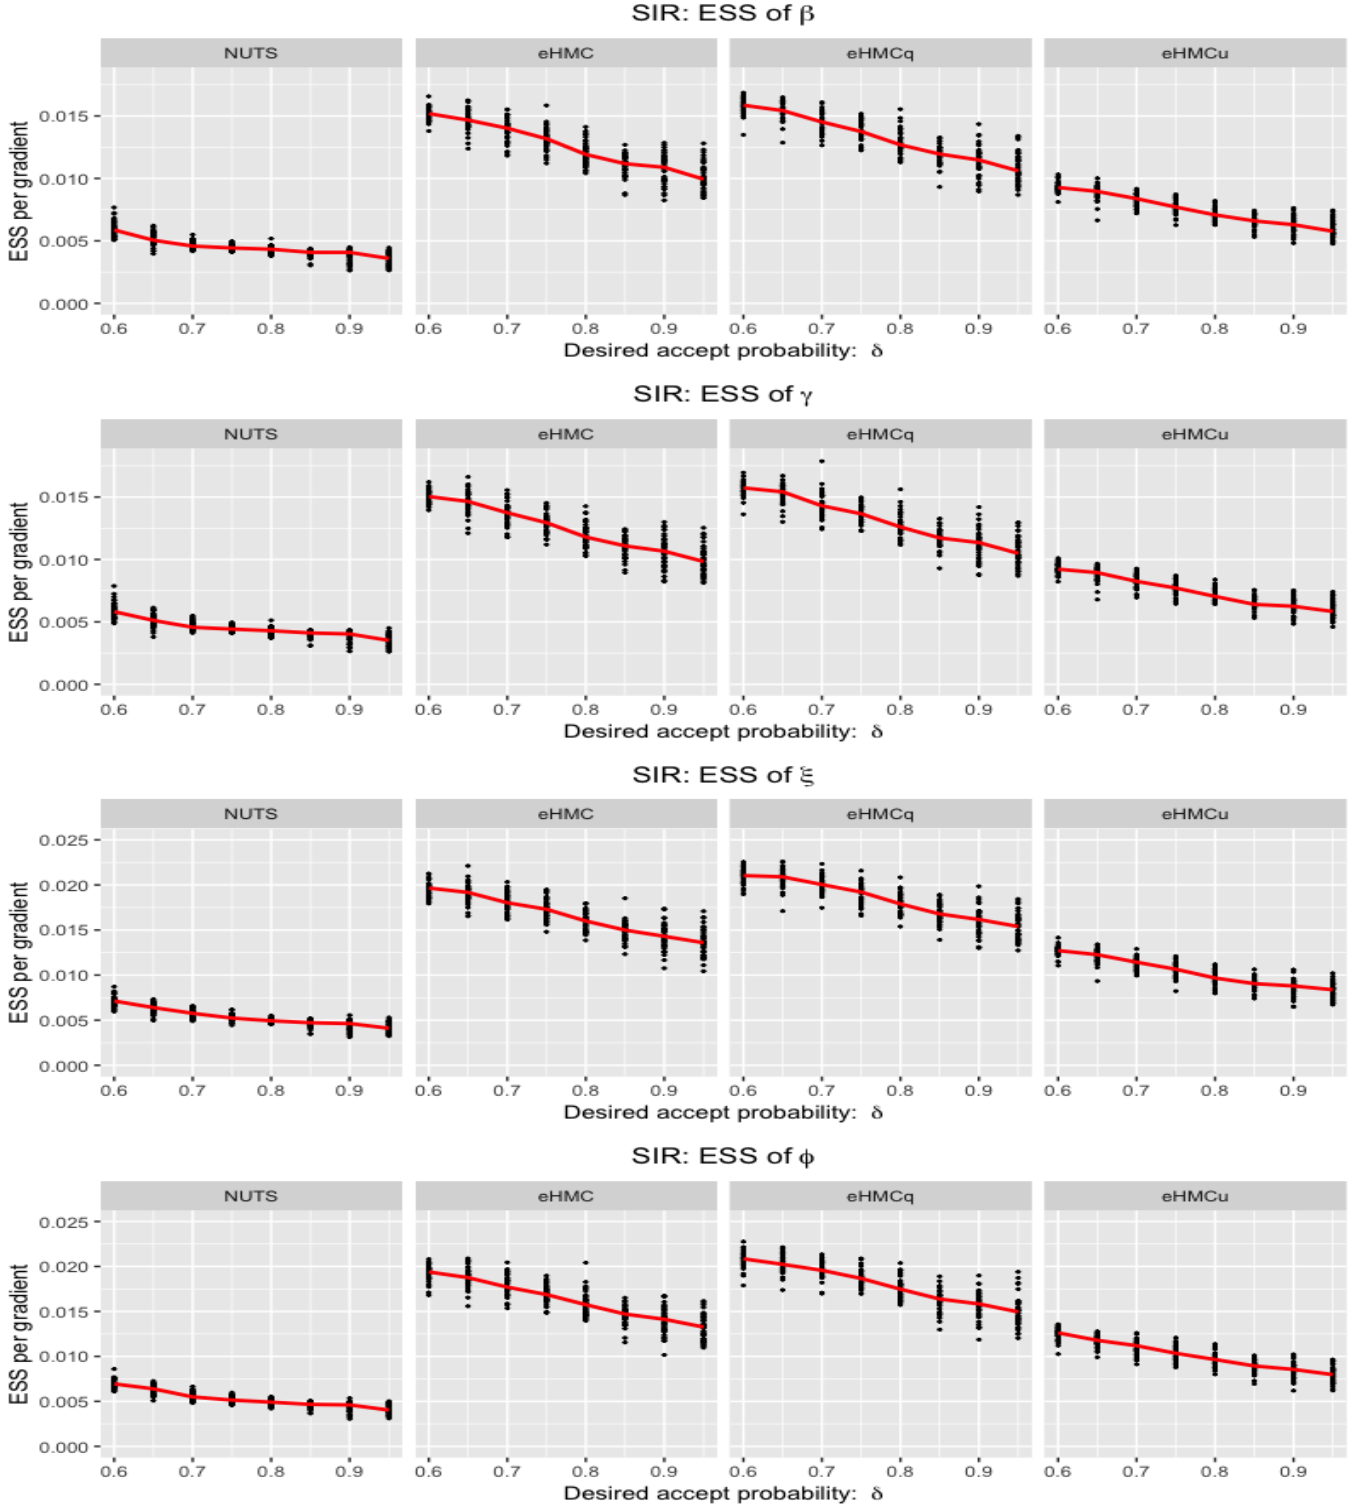 SIR: ESS of β
NUTS eHMC eHMCq eHMCu
ESS per gradient
0.015
0.010
0.005
0.000
0.6 0.7 0.8 0.9 0.6 0.7 0.8 0.9 0.6 0.7 0.8 0.9 0.6 0.7 0.8 0.9
Desired accept probability: δ
SIR: ESS of γ
NUTS eHMC eHMCq eHMCu
ESS per gradient
0.015
0.010
0.005
0.000
0.6 0.7 0.8 0.9 0.6 0.7 0.8 0.9 0.6 0.7 0.8 0.9 0.6 0.7 0.8 0.9
Desired accept probability: δ
SIR: ESS of ξ
NUTS eHMC eHMCq eHMCu
ESS per gradient
0.025
0.020
0.015
0.010
0.005
0.000
0.6 0.7 0.8 0.9 0.6 0.7 0.8 0.9 0.6 0.7 0.8 0.9 0.6 0.7 0.8 0.9
Desired accept probability: δ
SIR: ESS of ϕ
NUTS eHMC eHMCq eHMCu
ESS per gradient
0.025
0.020
0.015
0.010
0.005
0.000
0.6 0.7 0.8 0.9 0.6 0.7 0.8 0.9 0.6 0.7 0.8 0.9 0.6 0.7 0.8 0.9
Desired accept probability: δ